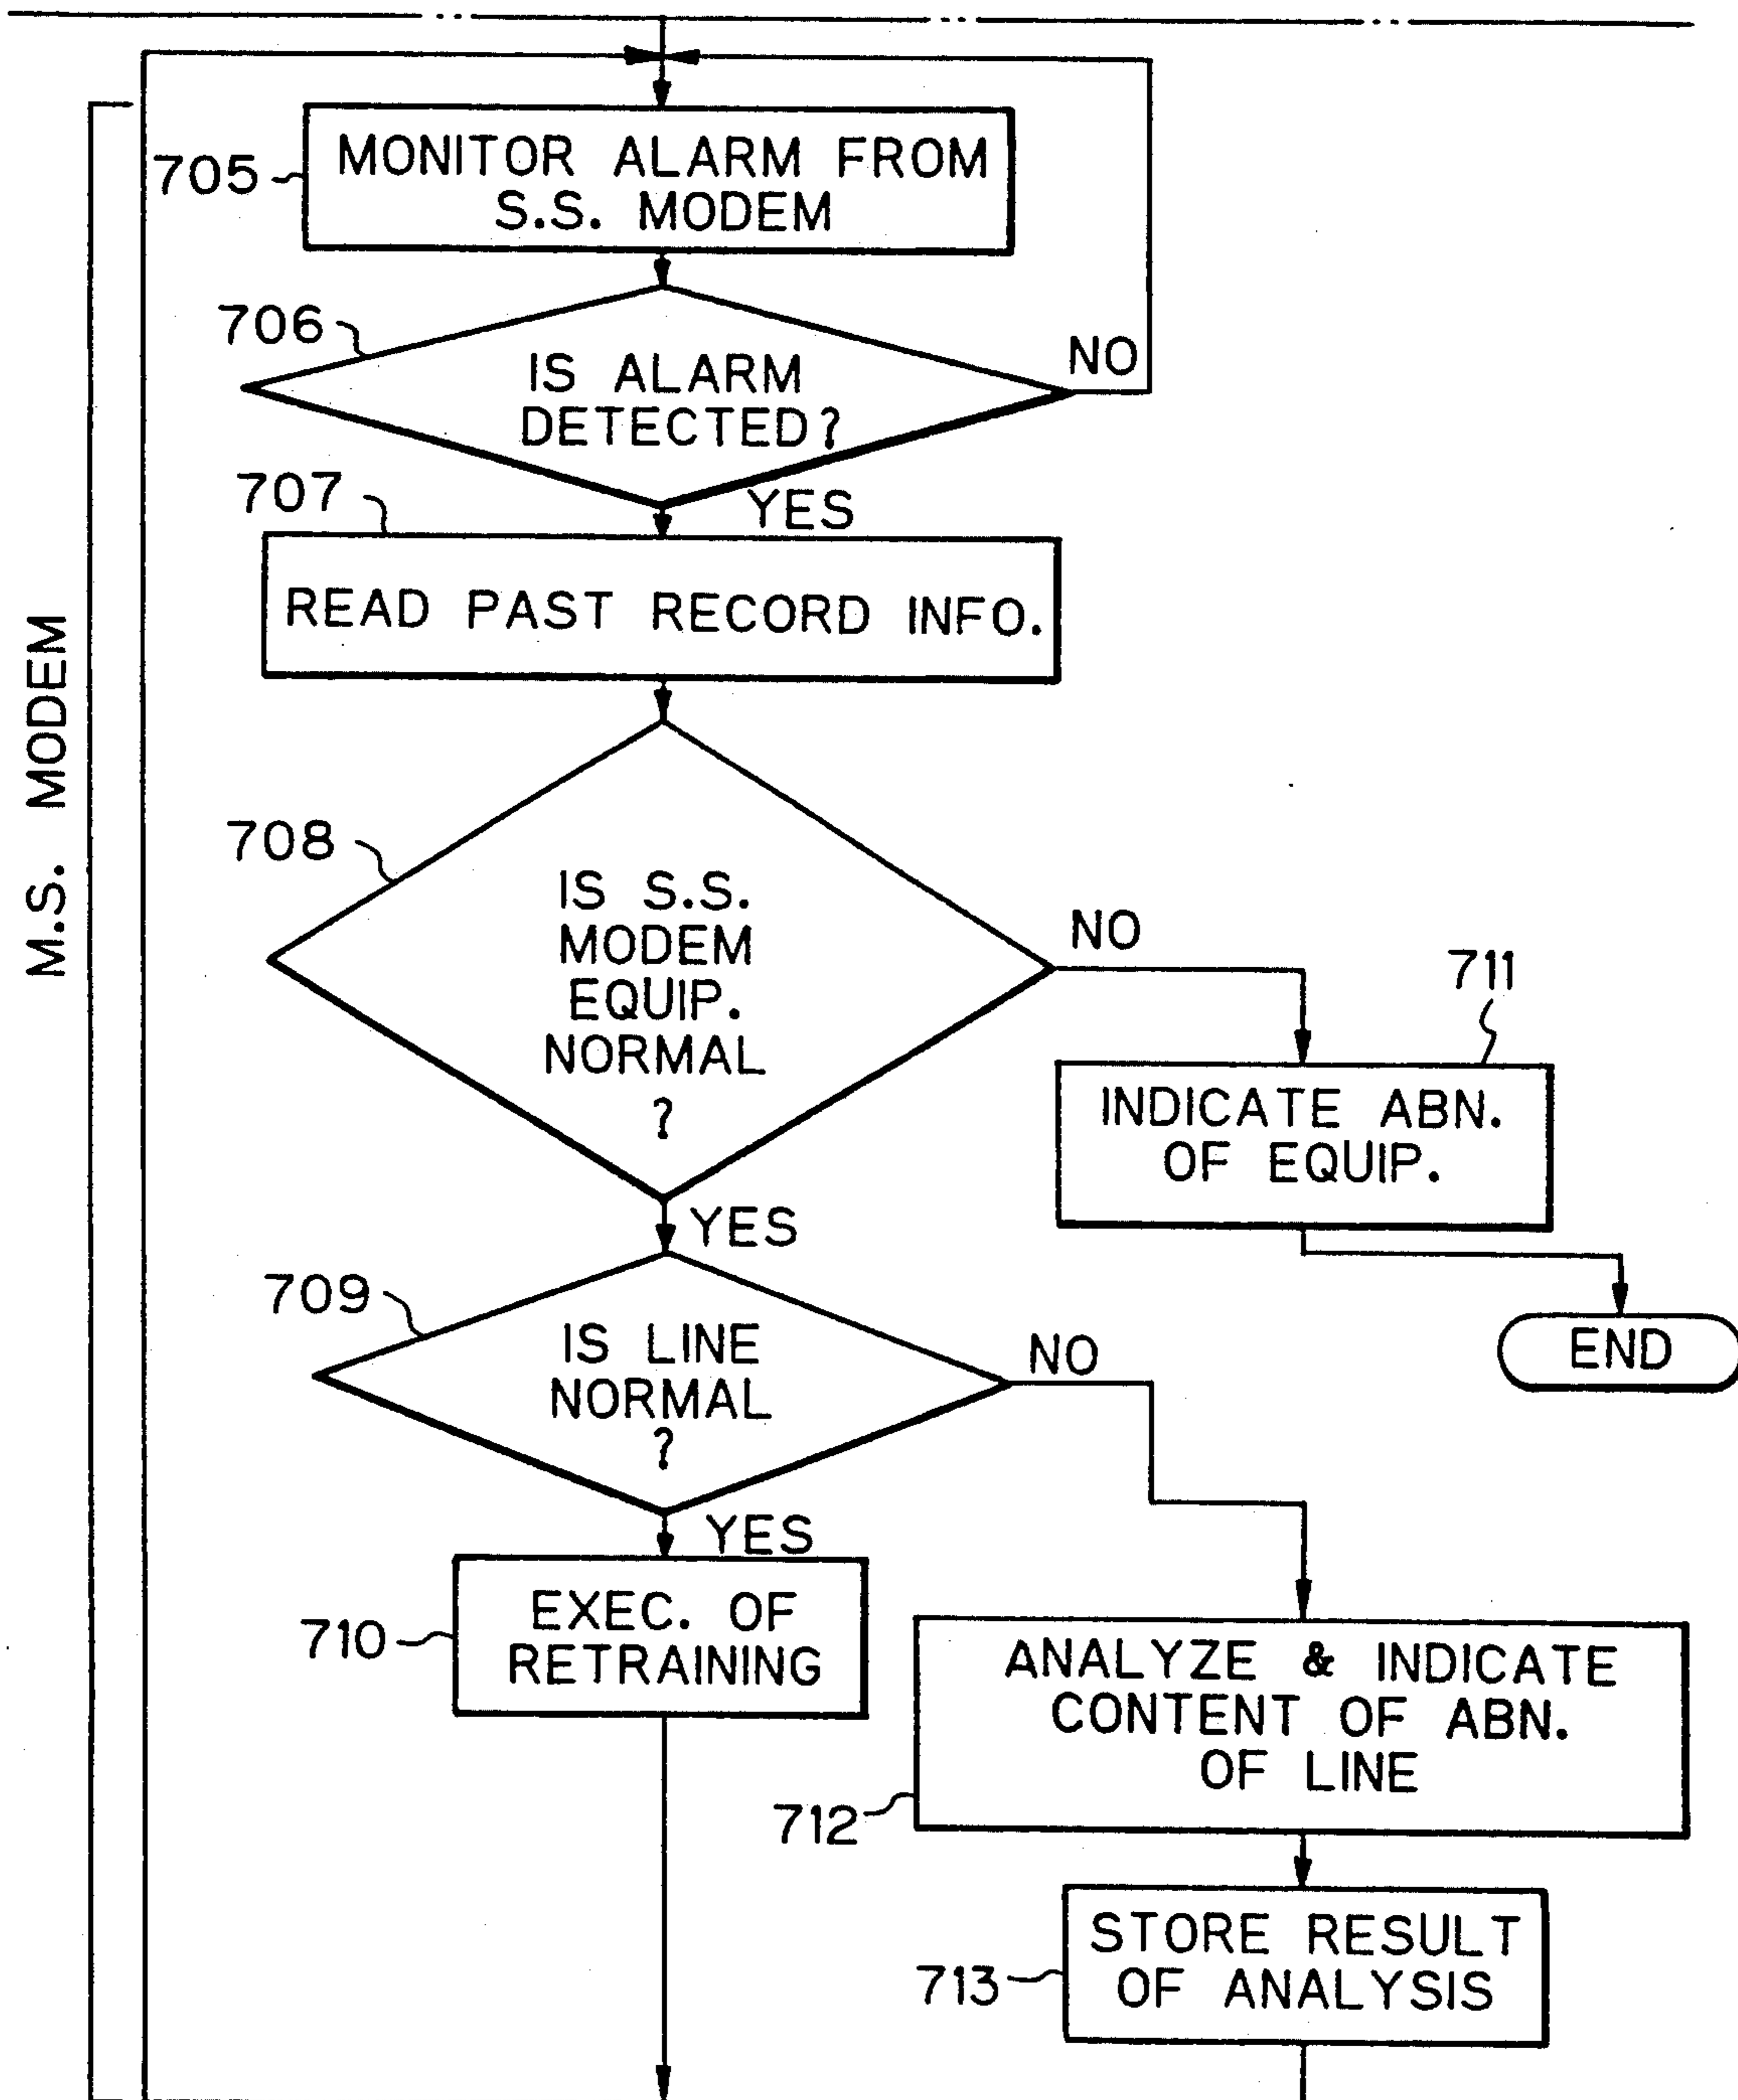 705
MONITOR ALARM FROM
S.S. MODEM
706
IS ALARM
DETECTED?
NO
YES
707
READ PAST RECORD INFO.
M.S. MODEM
708
IS S.S.
MODEM
EQUIP.
NORMAL
?
NO
YES
711
INDICATE ABN.
OF EQUIP.
END
709
IS LINE
NORMAL
?
NO
YES
710
EXEC. OF
RETRAINING
712
ANALYZE & INDICATE
CONTENT OF ABN.
OF LINE
713
STORE RESULT
OF ANALYSIS